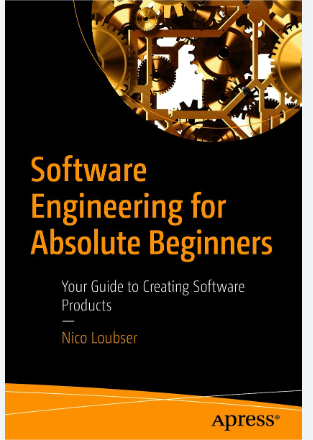 Software
Engineering for
Absolute Beginners
Your Guide to Creating Software
Products
—
Nico Loubser
Apress®